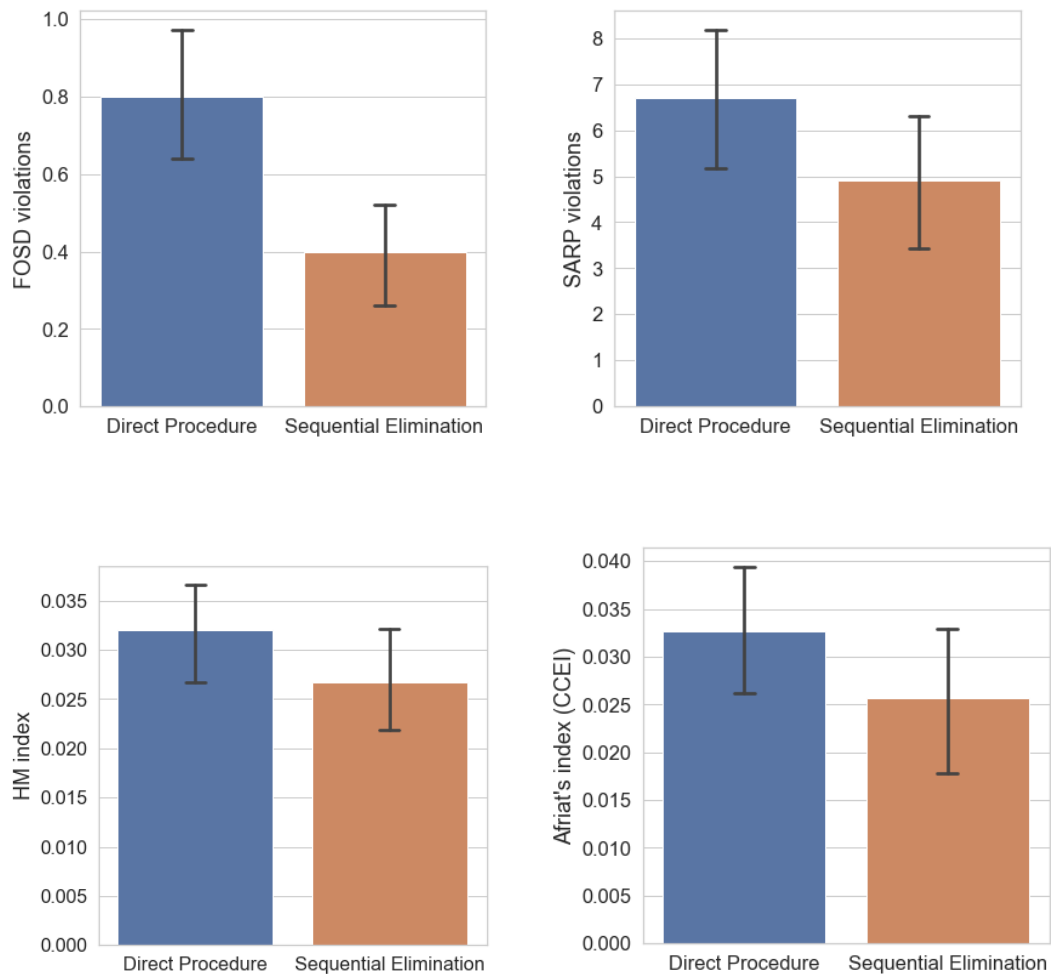 FOSD violations
1.0
0.8
0.6
0.4
0.2
0.0
Direct Procedure
Sequential Elimination
SARP violations
8
7
6
5
4
3
2
1
0
Direct Procedure
Sequential Elimination
HM index
0.035
0.030
0.025
0.020
0.015
0.010
0.005
0.000
Direct Procedure
Sequential Elimination
Afriat's index (CCEI)
0.040
0.035
0.030
0.025
0.020
0.015
0.010
0.005
0.000
Direct Procedure
Sequential Elimination